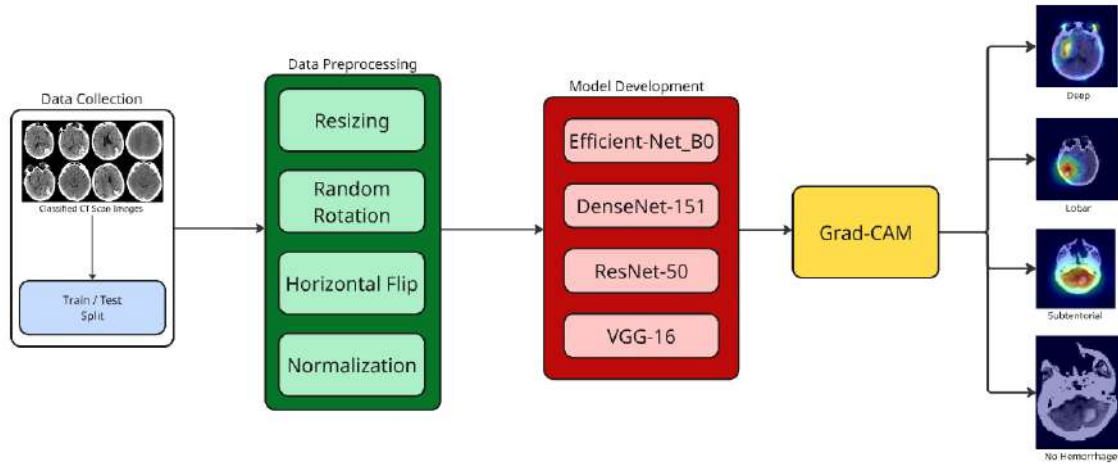 Data Collection
Classified CT Scan Images
Train / Test
Split
Data Preprocessing
Resizing
Random
Rotation
Horizontal Flip
Normalization
Model Development
Efficient-Net_B0
DenseNet-151
ResNet-50
VGG-16
Grad-CAM
Deep
Lobar
Subtentorial
No Hemorrhage